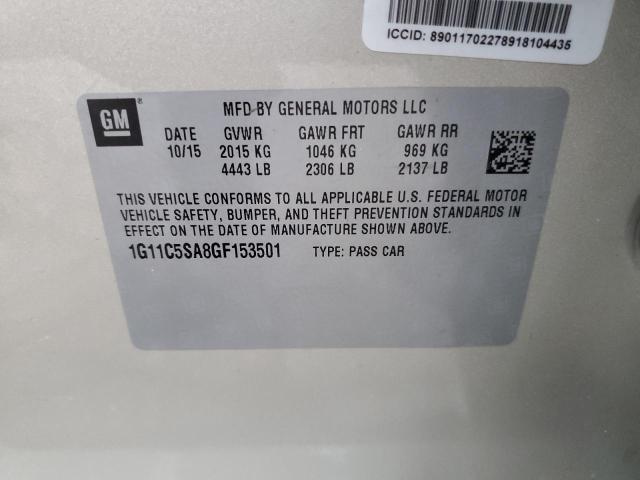 ICCID: 89011702278918104435
GM®
MFD BY GENERAL MOTORS LLC
DATE GVWR GAWR FRT GAWR RR
10/15 2015 KG 1046 KG 969 KG
4443 LB 2306 LB 2137 LB
THIS VEHICLE CONFORMS TO ALL APPLICABLE U.S. FEDERAL MOTOR
VEHICLE SAFETY, BUMPER, AND THEFT PREVENTION STANDARDS IN
EFFECT ON THE DATE OF MANUFACTURE SHOWN ABOVE.
1G11C5SA8GF153501 TYPE: PASS CAR